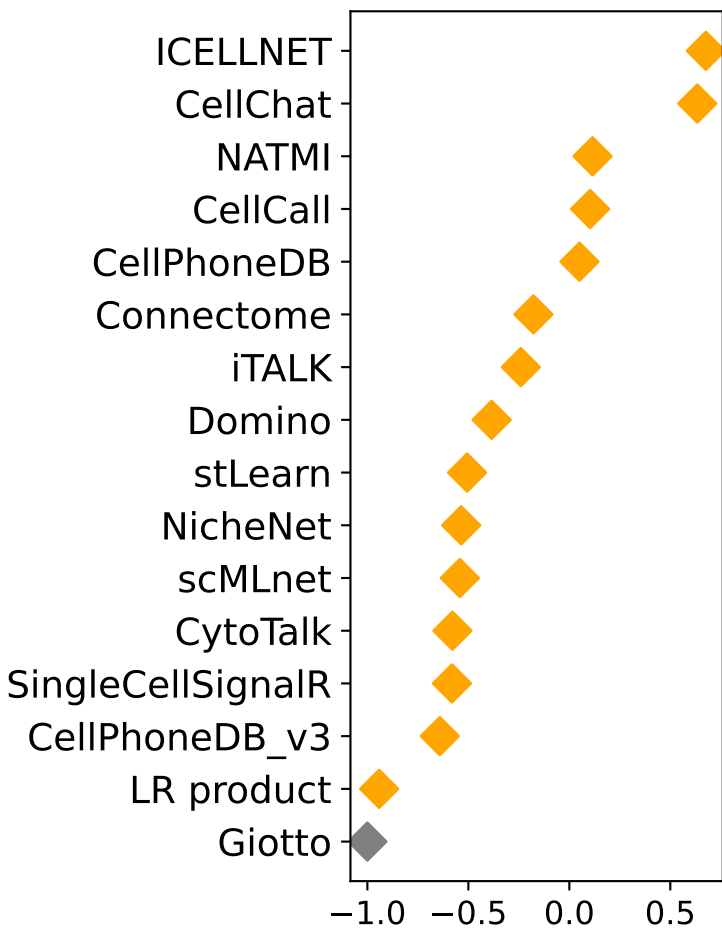 ICELLNET
CellChat
NATMI
CellCall
CellPhoneDB
Connectome
iTALK
Domino
stLearn
NicheNet
scMLnet
CytoTalk
SingleCellSignalR
CellPhoneDB_v3
LR product
Giotto
−1.0 −0.5 0.0 0.5